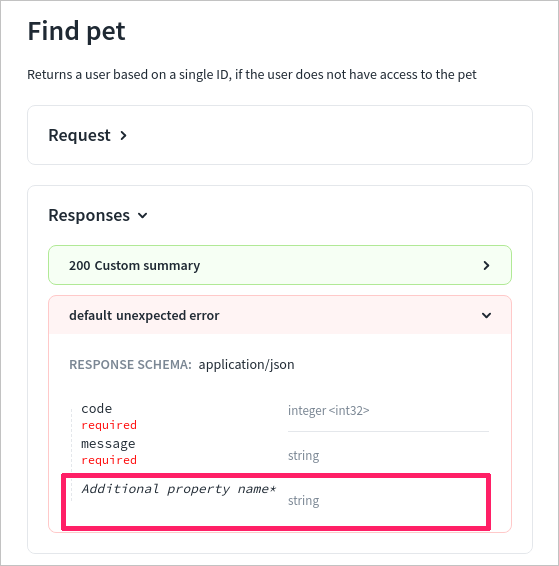 Find pet
Returns a user based on a single ID, if the user does not have access to the pet
Request
Responses
200 Custom summary
default unexpected error
RESPONSE SCHEMA: application/json
code integer <int32>
required
message string
required
Additional property name* string